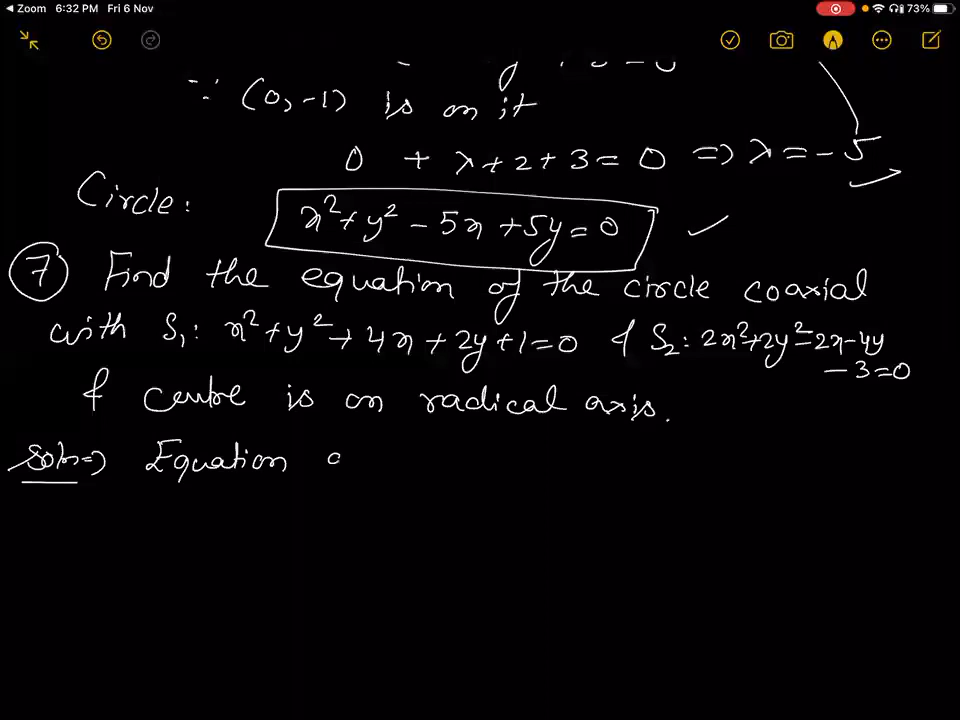 Zoom 6:32 PM Fri 6 Nov 73%
∵ (0,-1) is on it
0 + λ+2+3=0 => λ=-5
Circle: x²+y²-5x+5y=0
7 Find the equation of the circle coaxial
with S₁: x²+y²+4x+2y+1=0 & S₂: 2x²+2y²-2x-4y
-3=0
& centre is on radical axis.
Soln=> Equation o